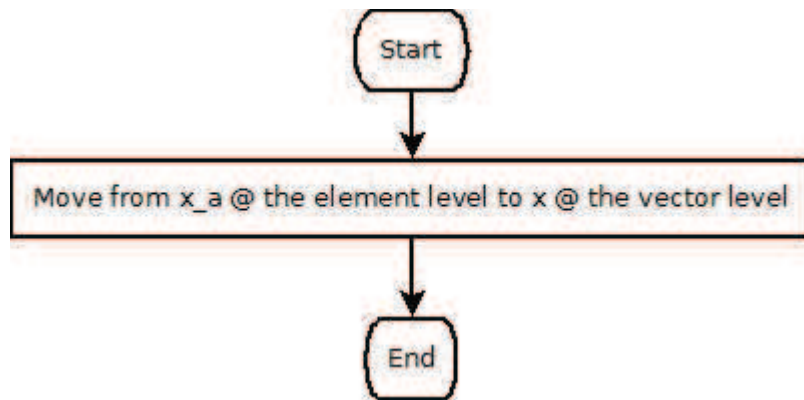 Start
Move from x_a @ the element level to x @ the vector level
End